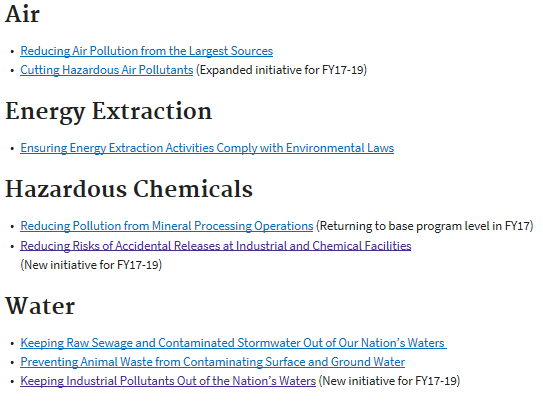 Air
• Reducing Air Pollution from the Largest Sources
• Cutting Hazardous Air Pollutants (Expanded initiative for FY17-19)
Energy Extraction
• Ensuring Energy Extraction Activities Comply with Environmental Laws
Hazardous Chemicals
• Reducing Pollution from Mineral Processing Operations (Returning to base program level in FY17)
• Reducing Risks of Accidental Releases at Industrial and Chemical Facilities
(New initiative for FY17-19)
Water
• Keeping Raw Sewage and Contaminated Stormwater Out of Our Nation’s Waters
• Preventing Animal Waste from Contaminating Surface and Ground Water
• Keeping Industrial Pollutants Out of the Nation’s Waters (New initiative for FY17-19)